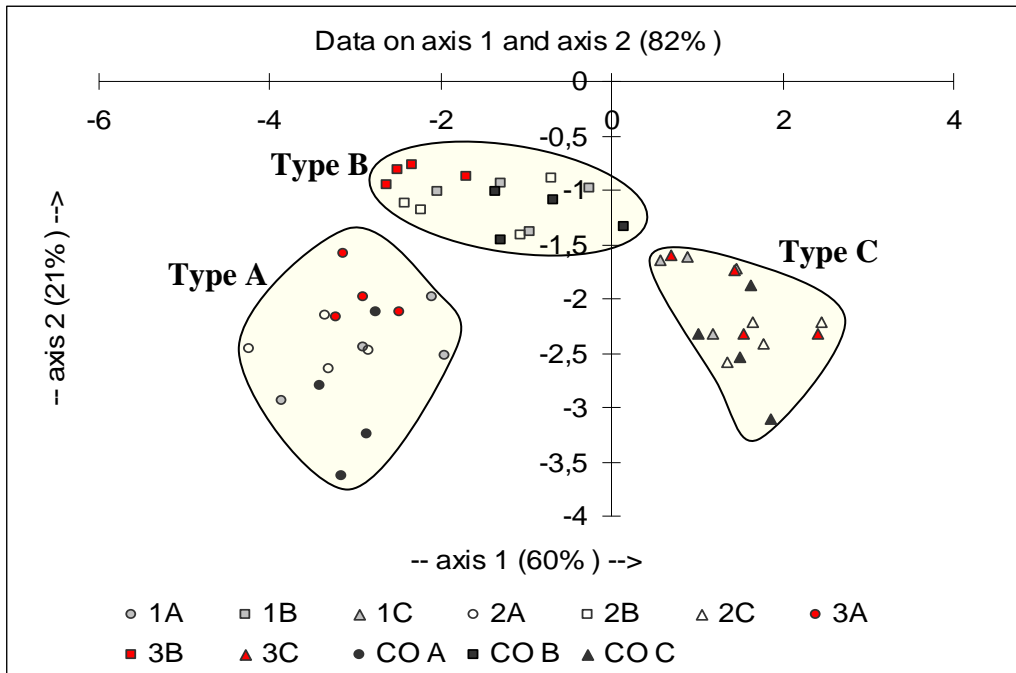 Data on axis 1 and axis 2 (82% )
-6 -4 -2 0 2 4
0
-0,5
Type B
-1
-1,5
Type A
Type C
-2
-2,5
-3
-3,5
-4
-- axis 2 (21% ) -->
-- axis 1 (60% ) -->
1A 1B 1C 2A 2B 2C 3A
3B 3C CO A CO B CO C